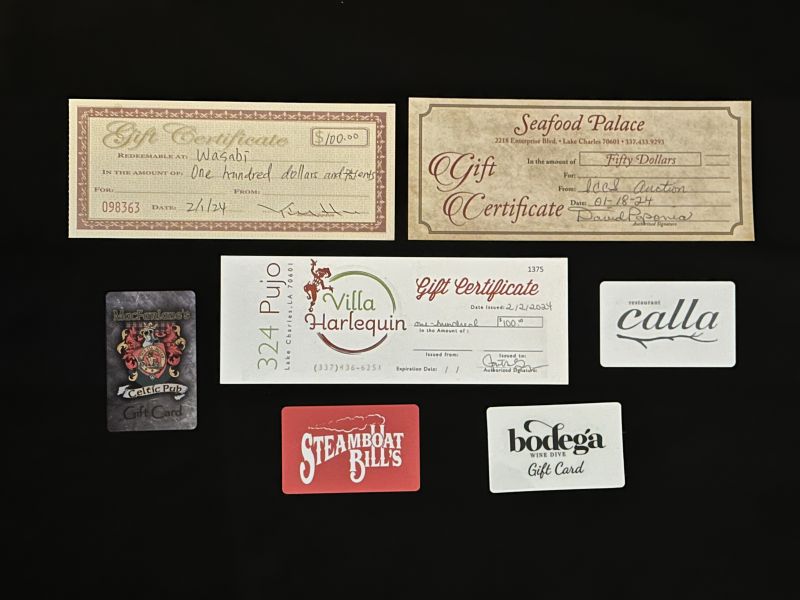 Gift Certificate $100.00
REDEEMABLE AT: Wasabi
IN THE AMOUNT OF: One hundred dollars and
FOR: FROM:
098363 DATE: 2/1/24
Seafood Palace
2218 Enterprise Blvd. • Lake Charles 70601 • 337.433.9293
Gift Certificate
In the amount of Fifty Dollars
For:
From: Auction
Date: 01-18-24
David Paponia
Authorized Signature
324 Pujo
Lake Charles, LA 70601
Villa
Harlequin
(337)436-6251
1375
Gift Certificate
Date Issued: 2/2/2024
one-hundred $100.00
In the Amount of:
Issued from: Issued to:
Expiration Date: / / Authorized Signature:
MacFarlane's
Celtic Pub
Gift Card
restaurant
calla
STEAMBOAT
BILL'S
bodega
WINE DIVE
Gift Card